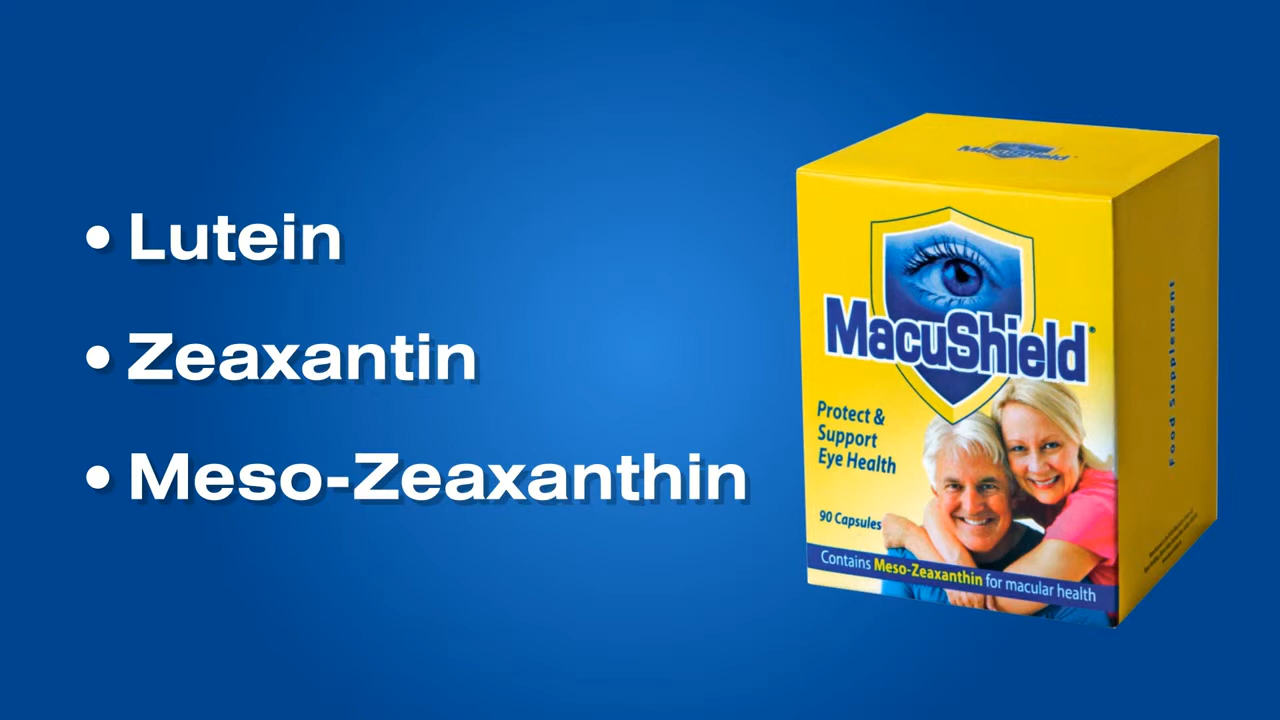 • Lutein
• Zeaxantin
• Meso-Zeaxanthin
MacuShield
MacuShield
Protect &
Support
Eye Health
90 Capsules
Contains Meso-Zeaxanthin for macular health
Food Supplement